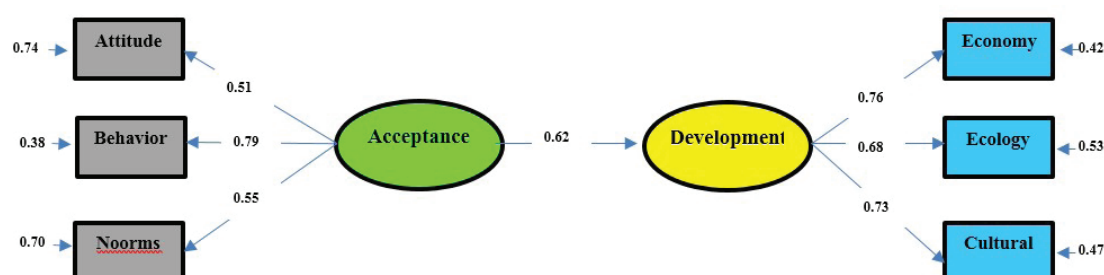 0.74
Attitude
0.51
0.38
Behavior
0.79
Acceptance
0.62
Development
0.55
0.70
Noorms
Economy
0.42
0.76
Ecology
0.53
0.68
0.73
Cultural
0.47